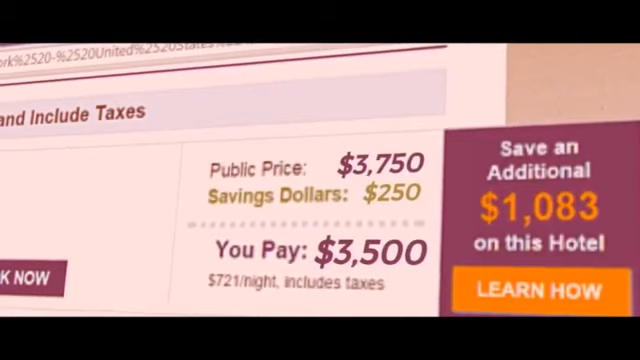 ork%2520-%2520United%2520States%2
and Include Taxes
Public Price: $3,750
Savings Dollars: $250
You Pay: $3,500
$721/night, includes taxes
K NOW
Save an
Additional
$1,083
on this Hotel
LEARN HOW